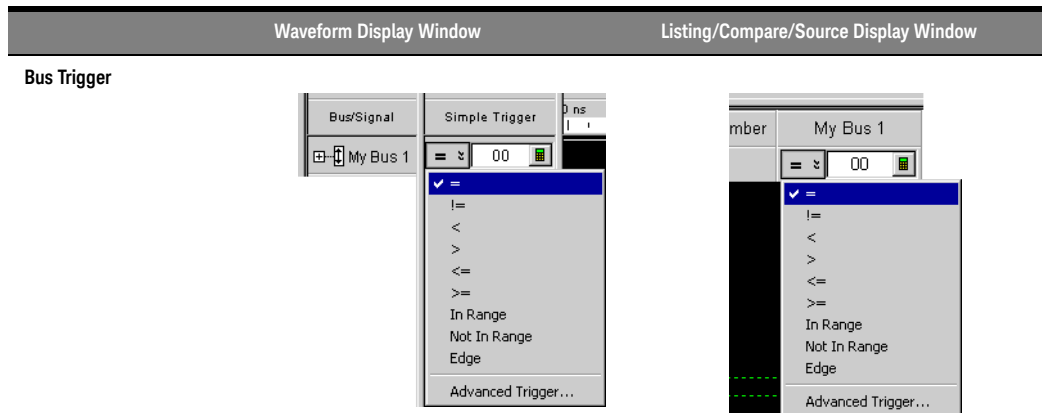 Waveform Display Window Listing/Compare/Source Display Window
Bus Trigger
Bus/Signal Simple Trigger 0 ns
My Bus 1 = 00
=
!=
<
>
<=
>=
In Range
Not In Range
Edge
Advanced Trigger...
mber My Bus 1
= 00
=
!=
<
>
<=
>=
In Range
Not In Range
Edge
Advanced Trigger...